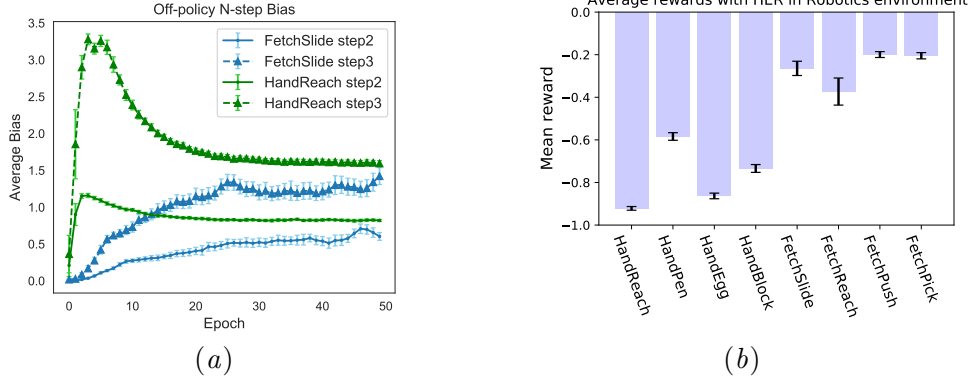 Off-policy N-step Bias
Average Bias
3.5
3.0
2.5
2.0
1.5
1.0
0.5
0.0
FetchSlide step2
FetchSlide step3
HandReach step2
HandReach step3
0 10 20 30 40 50
Epoch
(a)
Average rewards with HER in Robotics environment
Mean reward
0.0
−0.2
−0.4
−0.6
−0.8
−1.0
HandReach
HandPen
HandEgg
HandBlock
FetchSlide
FetchReach
FetchPush
FetchPick
(b)